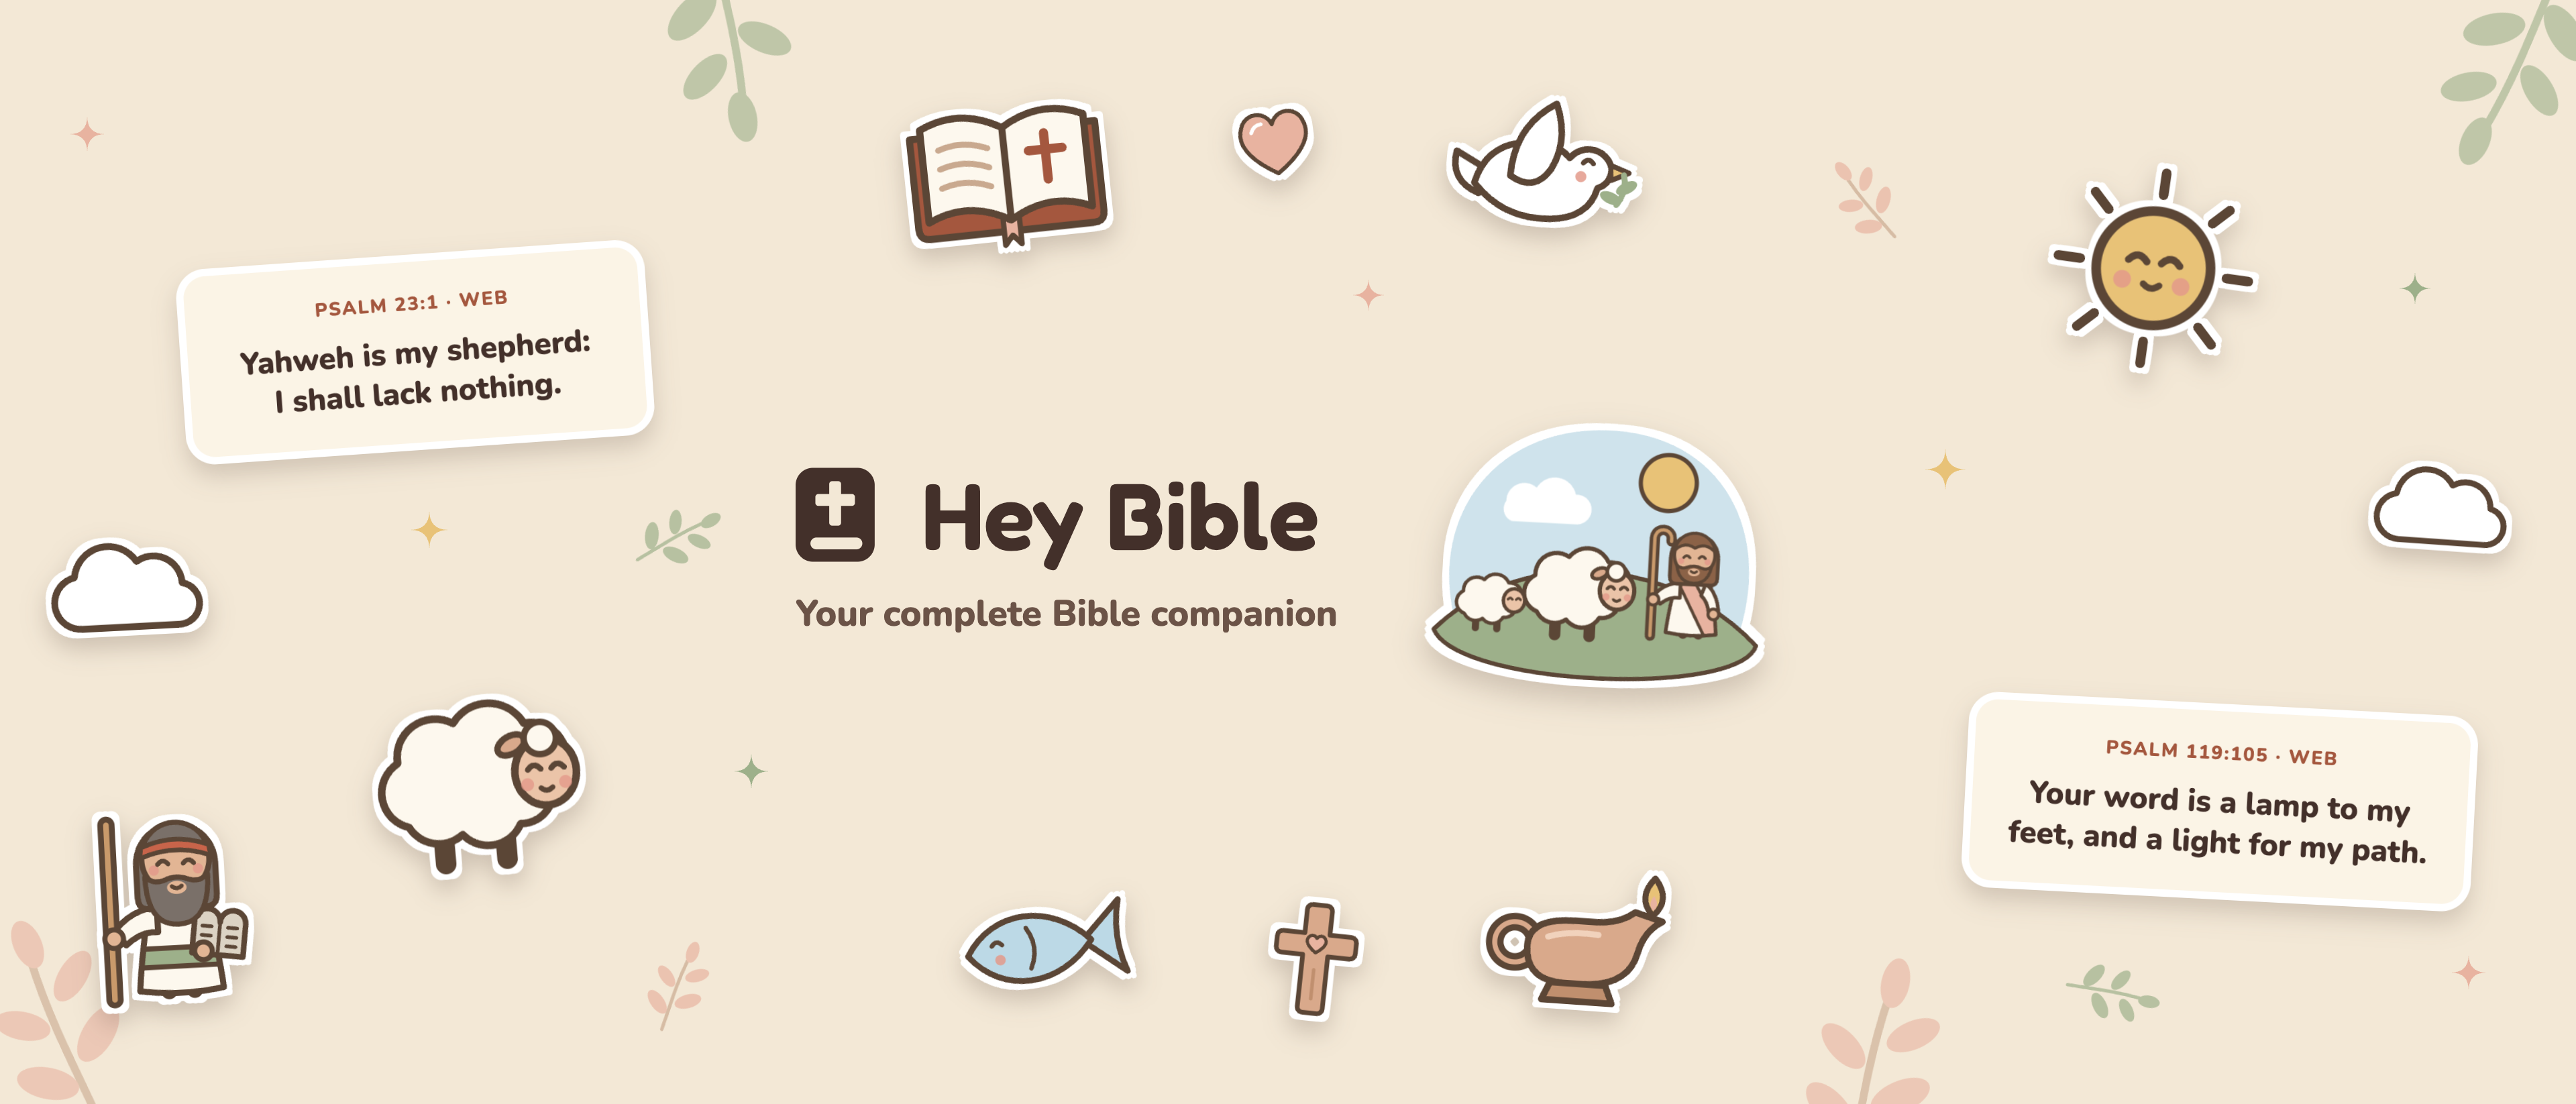 PSALM 23:1 · WEB
Yahweh is my shepherd:
I shall lack nothing.
Hey Bible
Your complete Bible companion
PSALM 119:105 · WEB
Your word is a lamp to my
feet, and a light for my path.